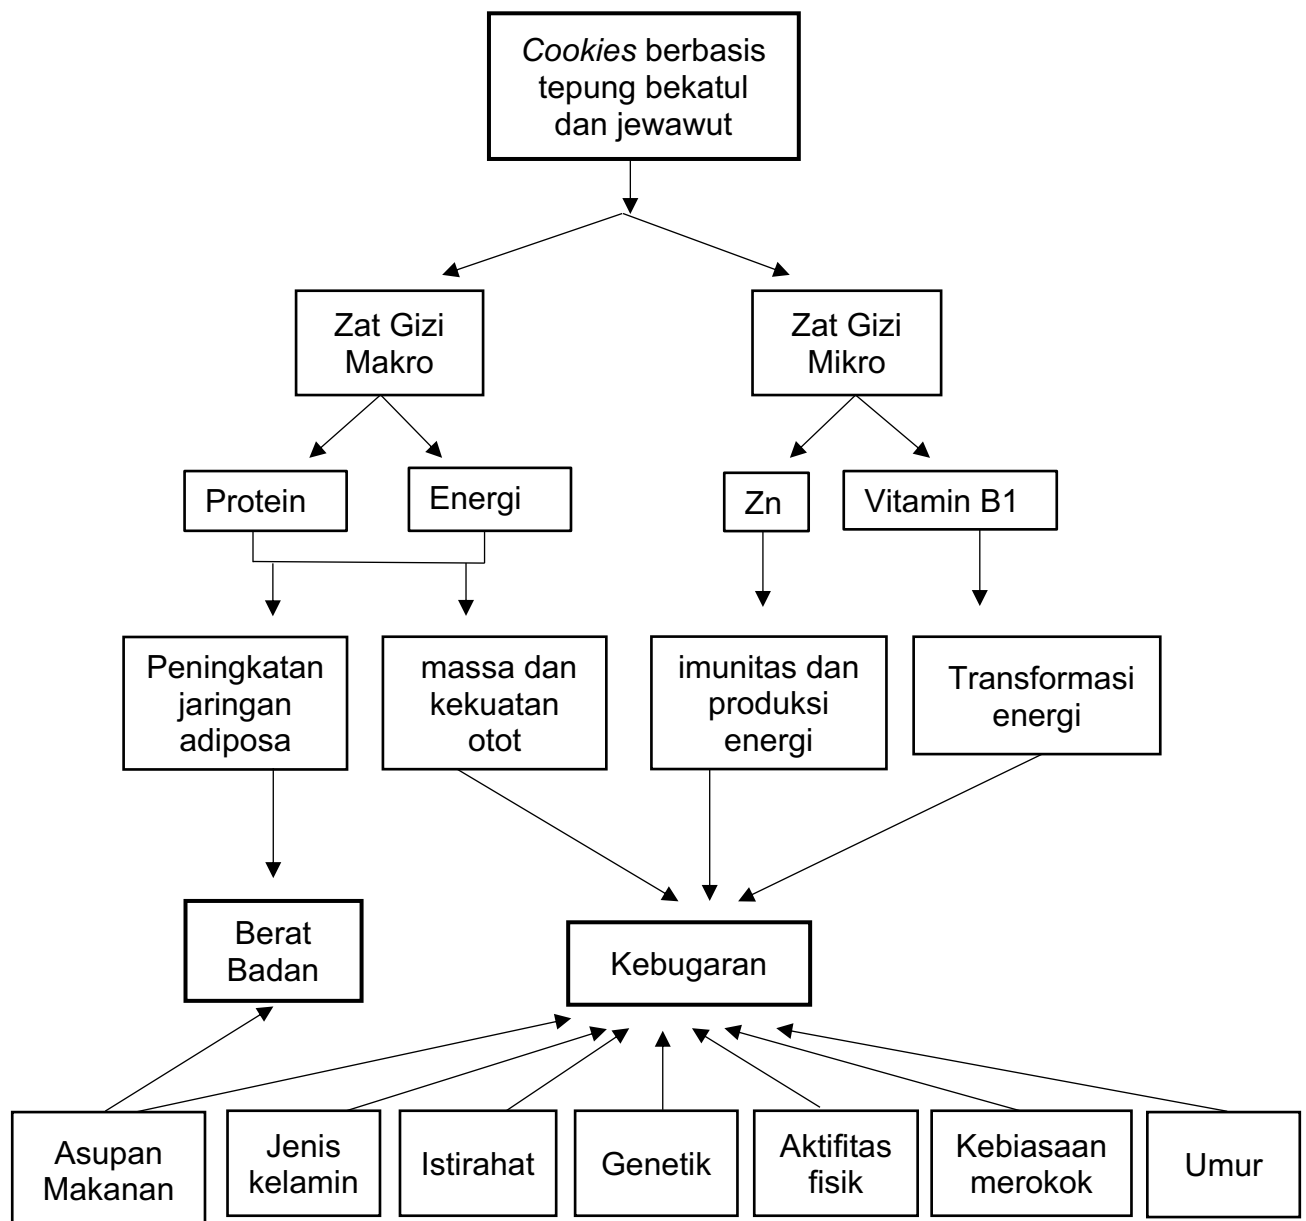 Cookies berbasis
tepung bekatul
dan jewawut
Zat Gizi
Makro
Zat Gizi
Mikro
Protein
Energi
Zn
Vitamin B1
Peningkatan
jaringan
adiposa
massa dan
kekuatan
otot
imunitas dan
produksi
energi
Transformasi
energi
Berat
Badan
Kebugaran
Asupan
Makanan
Jenis
kelamin
Istirahat
Genetik
Aktifitas
fisik
Kebiasaan
merokok
Umur